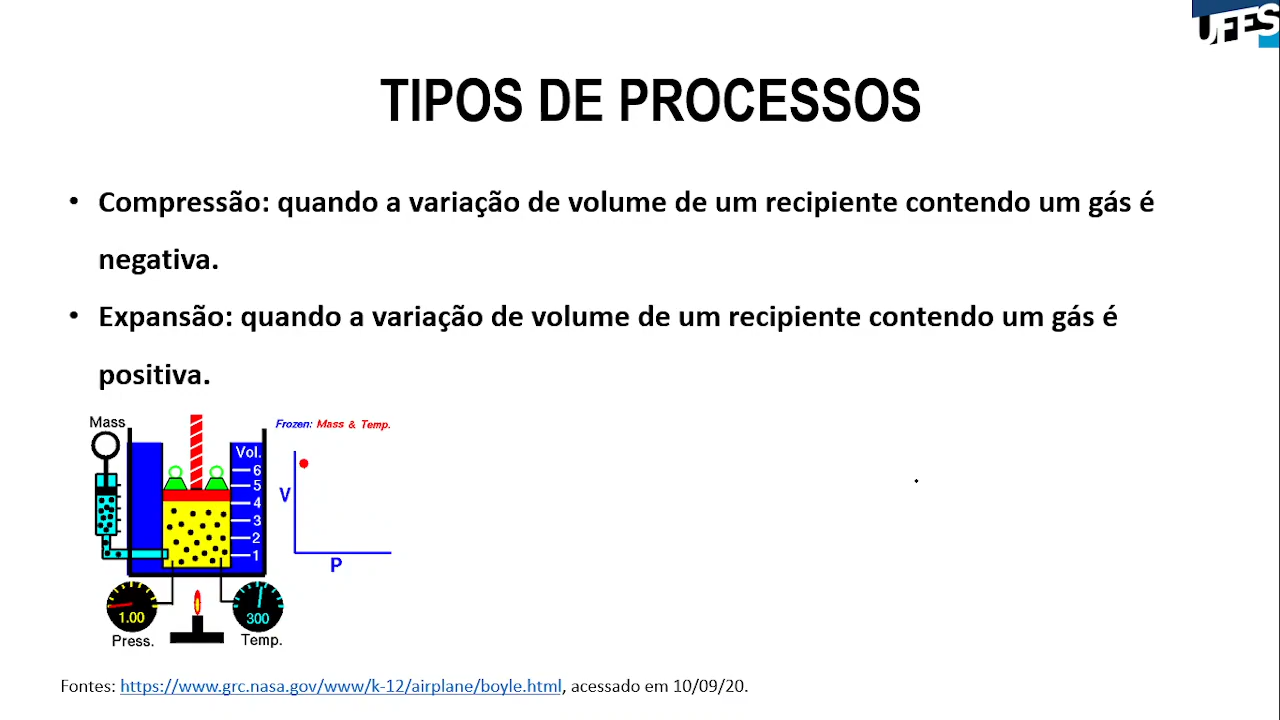 UFES
TIPOS DE PROCESSOS
• Compressão: quando a variação de volume de um recipiente contendo um gás é
negativa.
• Expansão: quando a variação de volume de um recipiente contendo um gás é
positiva.
Mass
Frozen: Mass & Temp.
Vol.
6
5
4
3
2
1
V
P
1.00
300
Press.
Temp.
Fontes: https://www.grc.nasa.gov/www/k-12/airplane/boyle.html, acessado em 10/09/20.